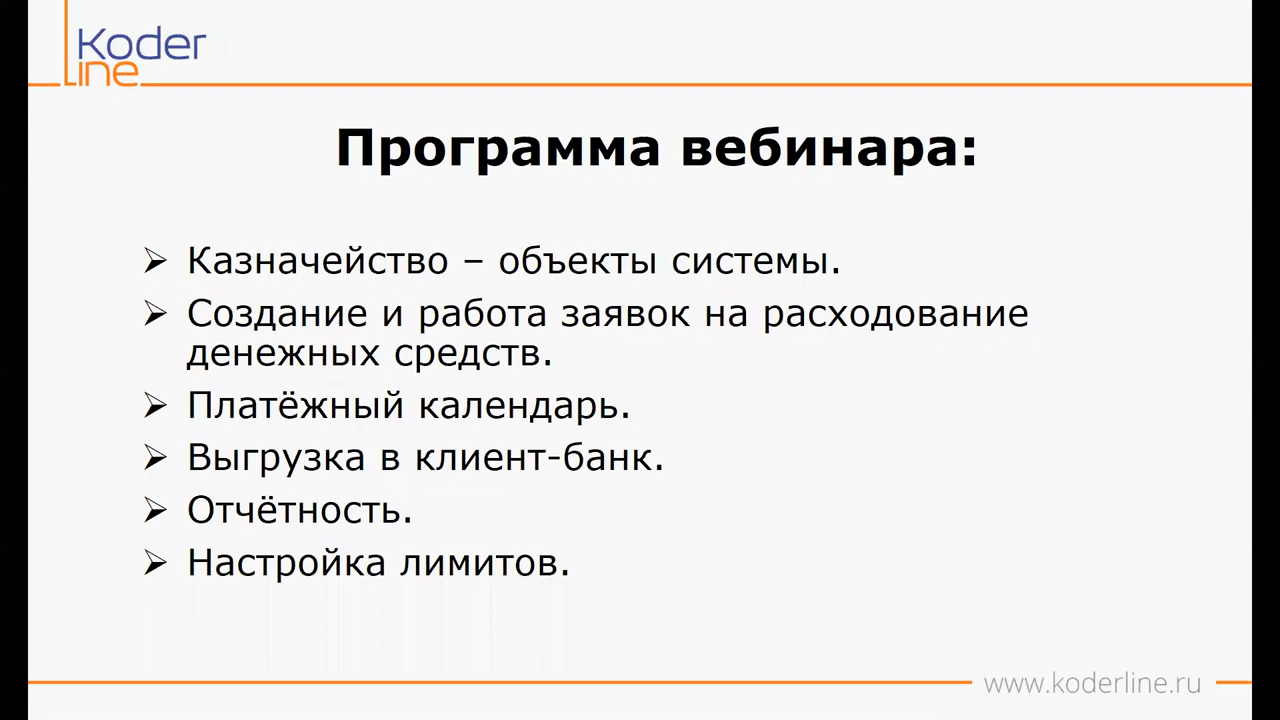 Koder
Line
Программа вебинара:
➢ Казначейство – объекты системы.
➢ Создание и работа заявок на расходование
денежных средств.
➢ Платёжный календарь.
➢ Выгрузка в клиент-банк.
➢ Отчётность.
➢ Настройка лимитов.
www.koderline.ru